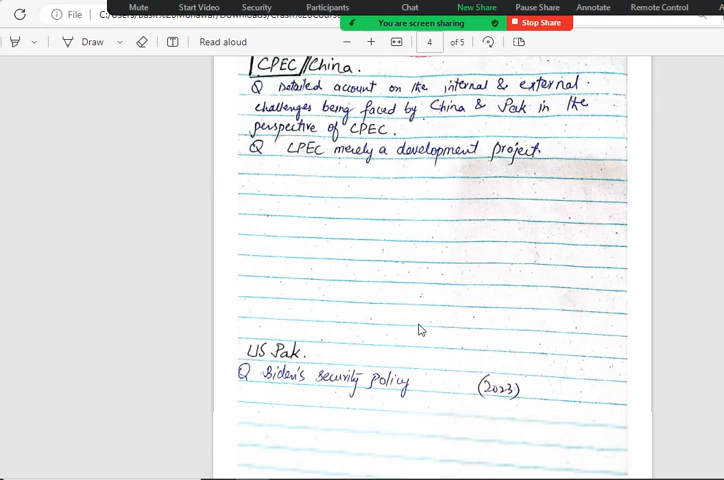 Mute Start Video Security Participants Chat New Share Pause Share Annotate Remote Control
You are screen sharing Stop Share
File
Draw Read aloud 4 of 5
CPEC//China.
Q Detailed account on the internal & external
challenges being faced by China & Pak in the
perspective of CPEC.
Q CPEC merely a development project.
US Pak.
Q Biden's security policy (2023)